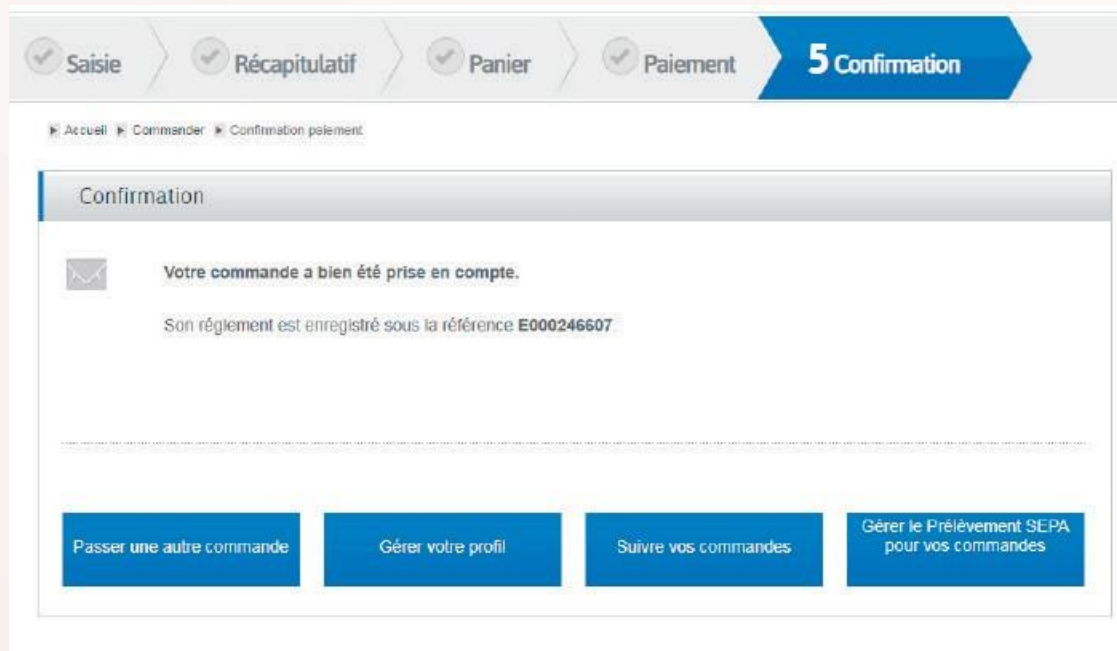 Saisie Récapitulatif Panier Paiement 5 Confirmation
Accueil Commander Confirmation paiement
Confirmation
Votre commande a bien été prise en compte.
Son réglement est enregistré sous la référence E000246607
Passer une autre commande
Gérer votre profil
Suivre vos commandes
Gérer le Prélèvement SEPA
pour vos commandes